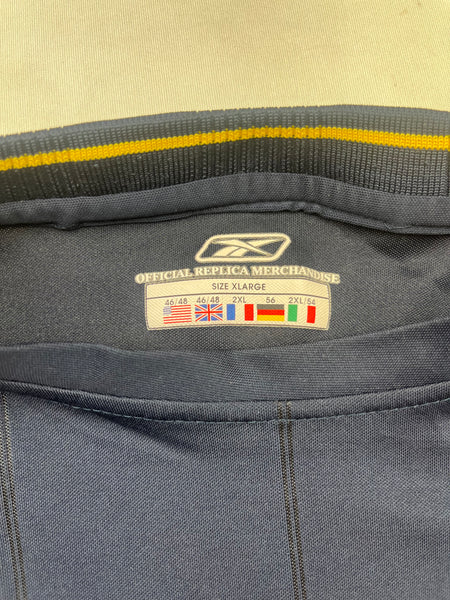 OFFICIAL REPLICA MERCHANDISE
SIZE XLARGE
46/48 46/48 2XL 56 2XL/54